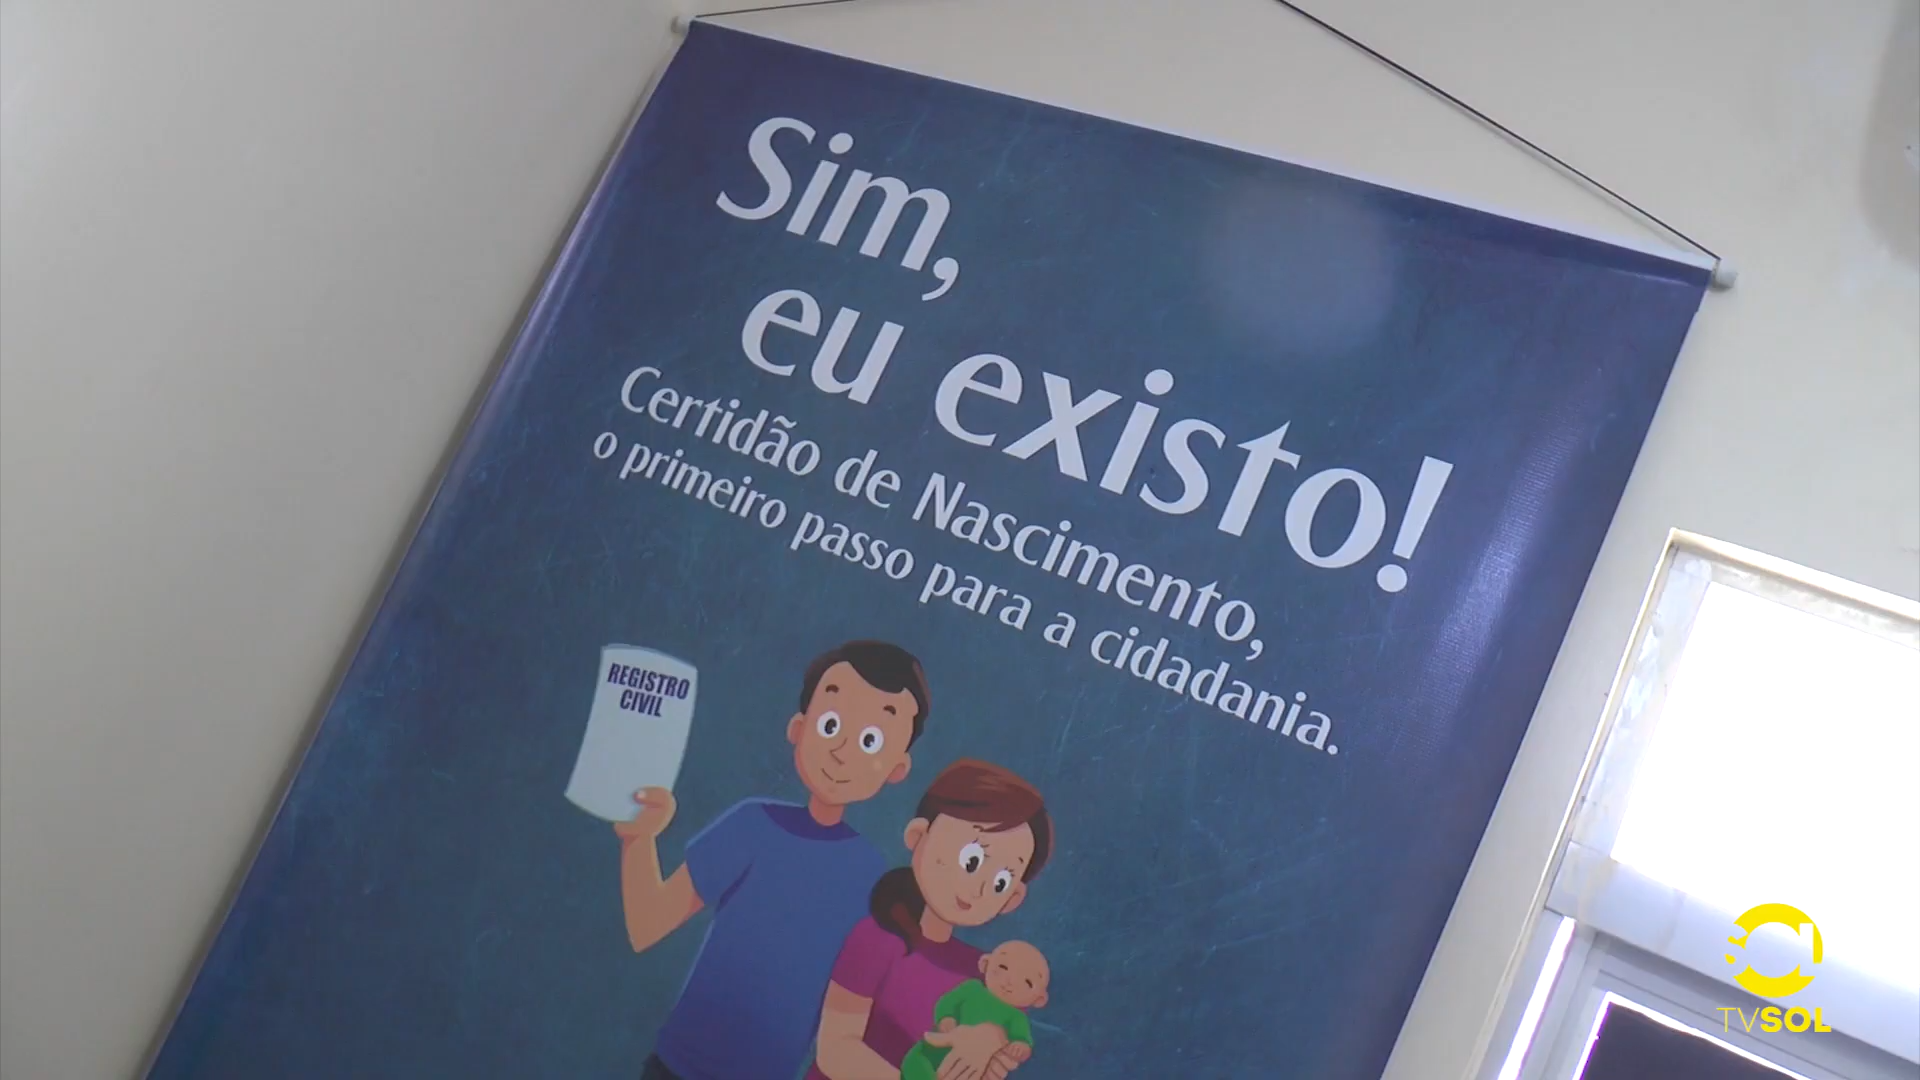 Sim,
eu existo!
Certidão de Nascimento,
o primeiro passo para a cidadania.
REGISTRO
CIVIL
TVSOL